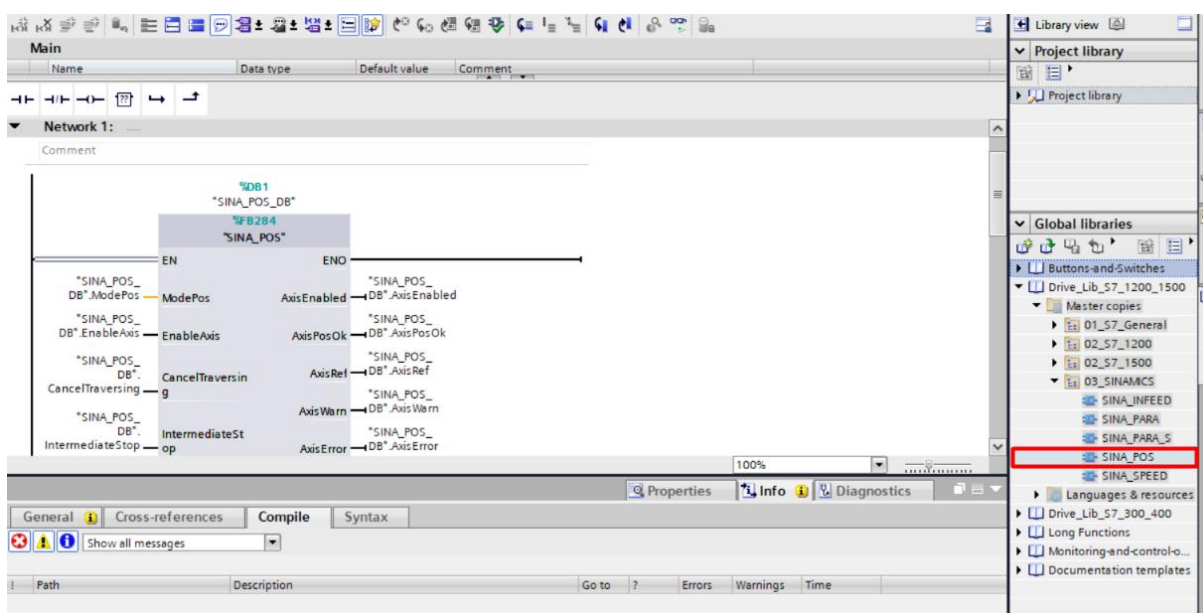 Main
Name Data type Default value Comment
??
Network 1: .....
Comment
%DB1
"SINA_POS_DB"
%FB284
"SINA_POS"
EN ENO
"SINA_POS_
DB".ModePos ModePos
"SINA_POS_
AxisEnabled DB".AxisEnabled
"SINA_POS_
DB".EnableAxis EnableAxis
"SINA_POS_
AxisPosOk DB".AxisPosOk
"SINA_POS_
DB".
CancelTraversing CancelTraversin
g
"SINA_POS_
AxisRef DB".AxisRef
"SINA_POS_
AxisWarn DB".AxisWarn
"SINA_POS_
DB".
IntermediateStop IntermediateSt
op
"SINA_POS_
AxisError DB".AxisError
100%
Properties Info Diagnostics
General Cross-references Compile Syntax
Show all messages
! Path Description Go to ? Errors Warnings Time
Library view
Project library
Project library
Global libraries
Buttons-and-Switches
Drive_Lib_S7_1200_1500
Master copies
01_S7_General
02_S7_1200
02_S7_1500
03_SINAMICS
SINA_INFEED
SINA_PARA
SINA_PARA_S
SINA_POS
SINA_SPEED
Languages & resources
Drive_Lib_S7_300_400
Long Functions
Monitoring-and-control-o...
Documentation templates